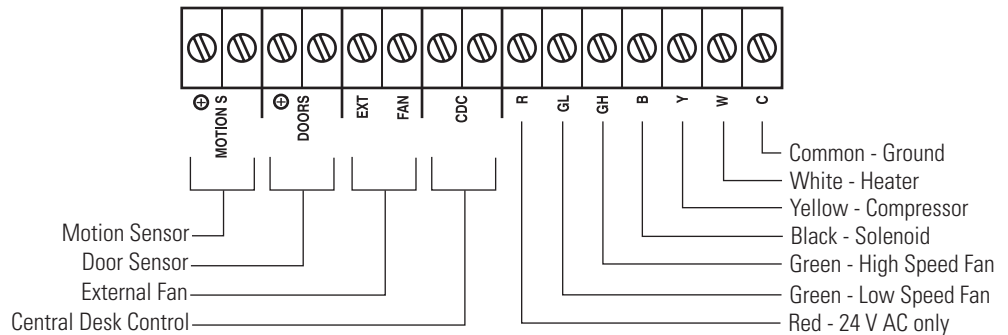 MOTION S
DOORS
EXT
FAN
CDC
R
GL
GH
B
Y
W
C
Common - Ground
White - Heater
Yellow - Compressor
Black - Solenoid
Green - High Speed Fan
Green - Low Speed Fan
Red - 24 V AC only
Motion Sensor
Door Sensor
External Fan
Central Desk Control